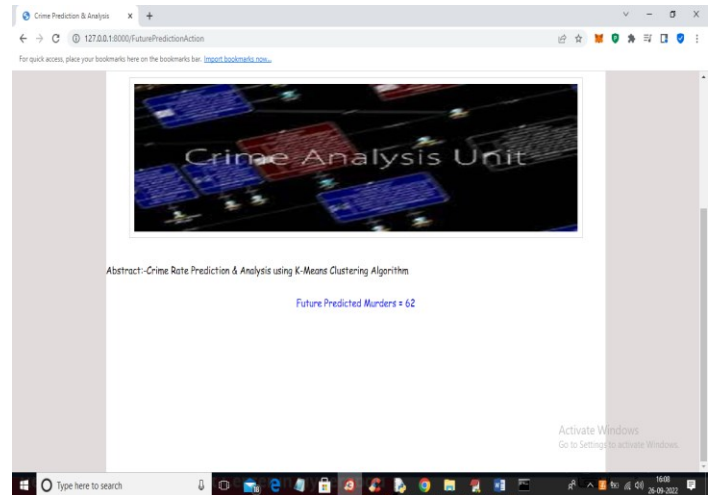 Crime Prediction & Analysis
127.0.0.1:8000/FuturePredictionAction
For quick access, place your bookmarks here on the bookmarks bar. Import bookmarks now...
Crime Analysis Unit
Abstract:-Crime Rate Prediction & Analysis using K-Means Clustering Algorithm
Future Predicted Murders = 62
Activate Windows
Go to Settings to activate Windows.
Type here to search
16:08
26-09-2022